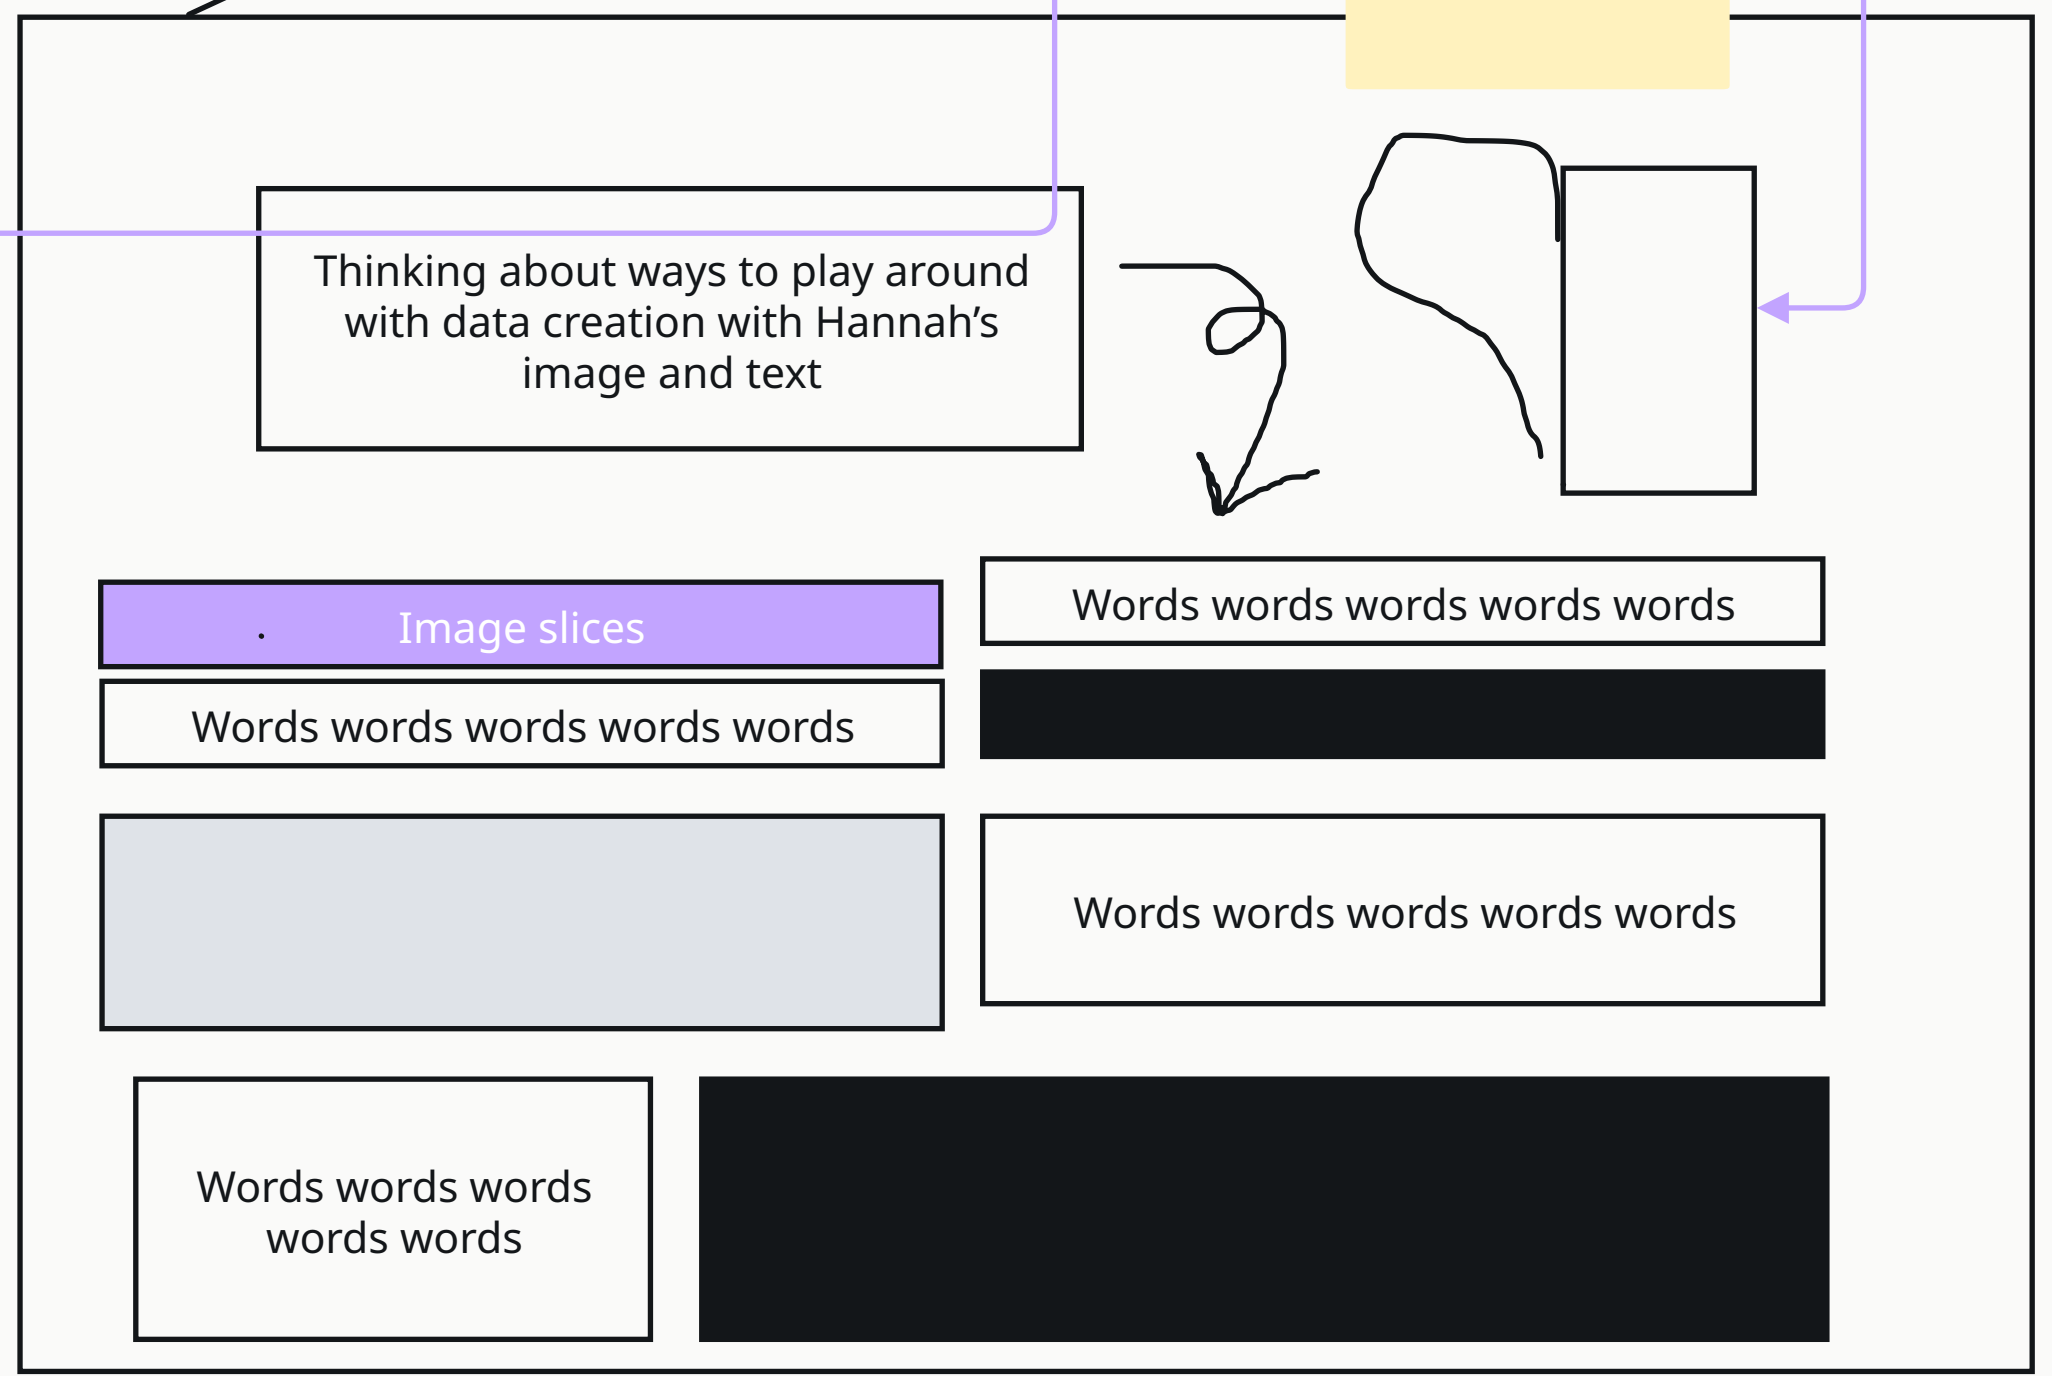 Thinking about ways to play around
with data creation with Hannah’s
image and text
Image slices
Words words words words words
Words words words words words
Words words words words words
Words words words
words words